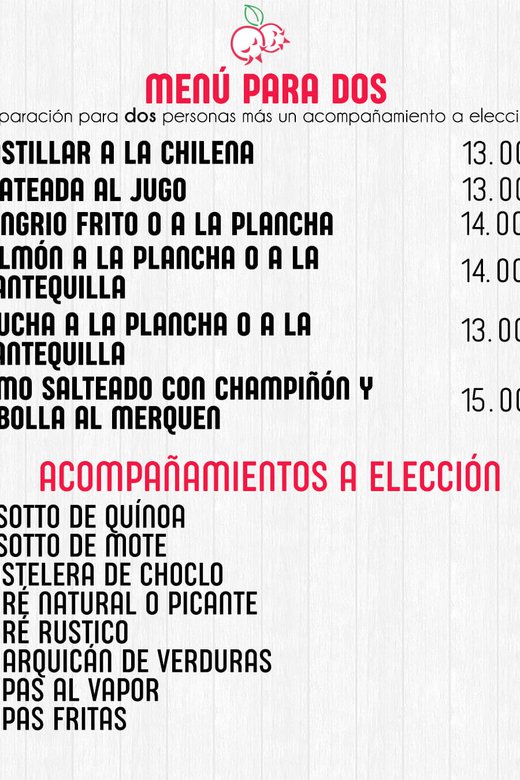 MENÚ PARA DOS
paración para dos personas más un acompañamiento a elecci
OSTILLAR A LA CHILENA 13.00
ATEADA AL JUGO 13.00
NGRIO FRITO O A LA PLANCHA 14.00
LMÓN A LA PLANCHA O A LA
ANTEQUILLA 14.00
UCHA A LA PLANCHA O A LA
ANTEQUILLA 13.00
MO SALTEADO CON CHAMPIÑÓN Y
BOLLA AL MERQUEN 15.00
ACOMPAÑAMIENTOS A ELECCIÓN
SOTTO DE QUÍNOA
SOTTO DE MOTE
STELERA DE CHOCLO
RÉ NATURAL O PICANTE
RÉ RUSTICO
ARQUICÁN DE VERDURAS
PAS AL VAPOR
PAS FRITAS